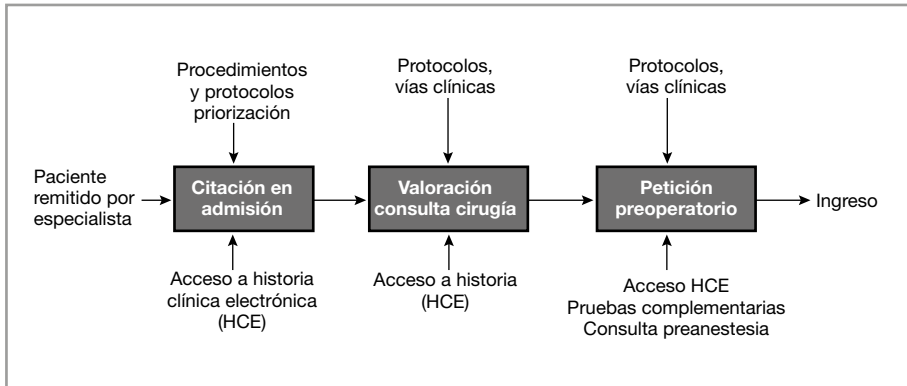 Procedimientos
y protocolos
priorización
Protocolos,
vías clínicas
Protocolos,
vías clínicas
Paciente
remitido por
especialista
Citación en
admisión
Valoración
consulta cirugía
Petición
preoperatorio
Ingreso
Acceso a historia
clínica electrónica
(HCE)
Acceso a historia
(HCE)
Acceso HCE
Pruebas complementarias
Consulta preanestesia